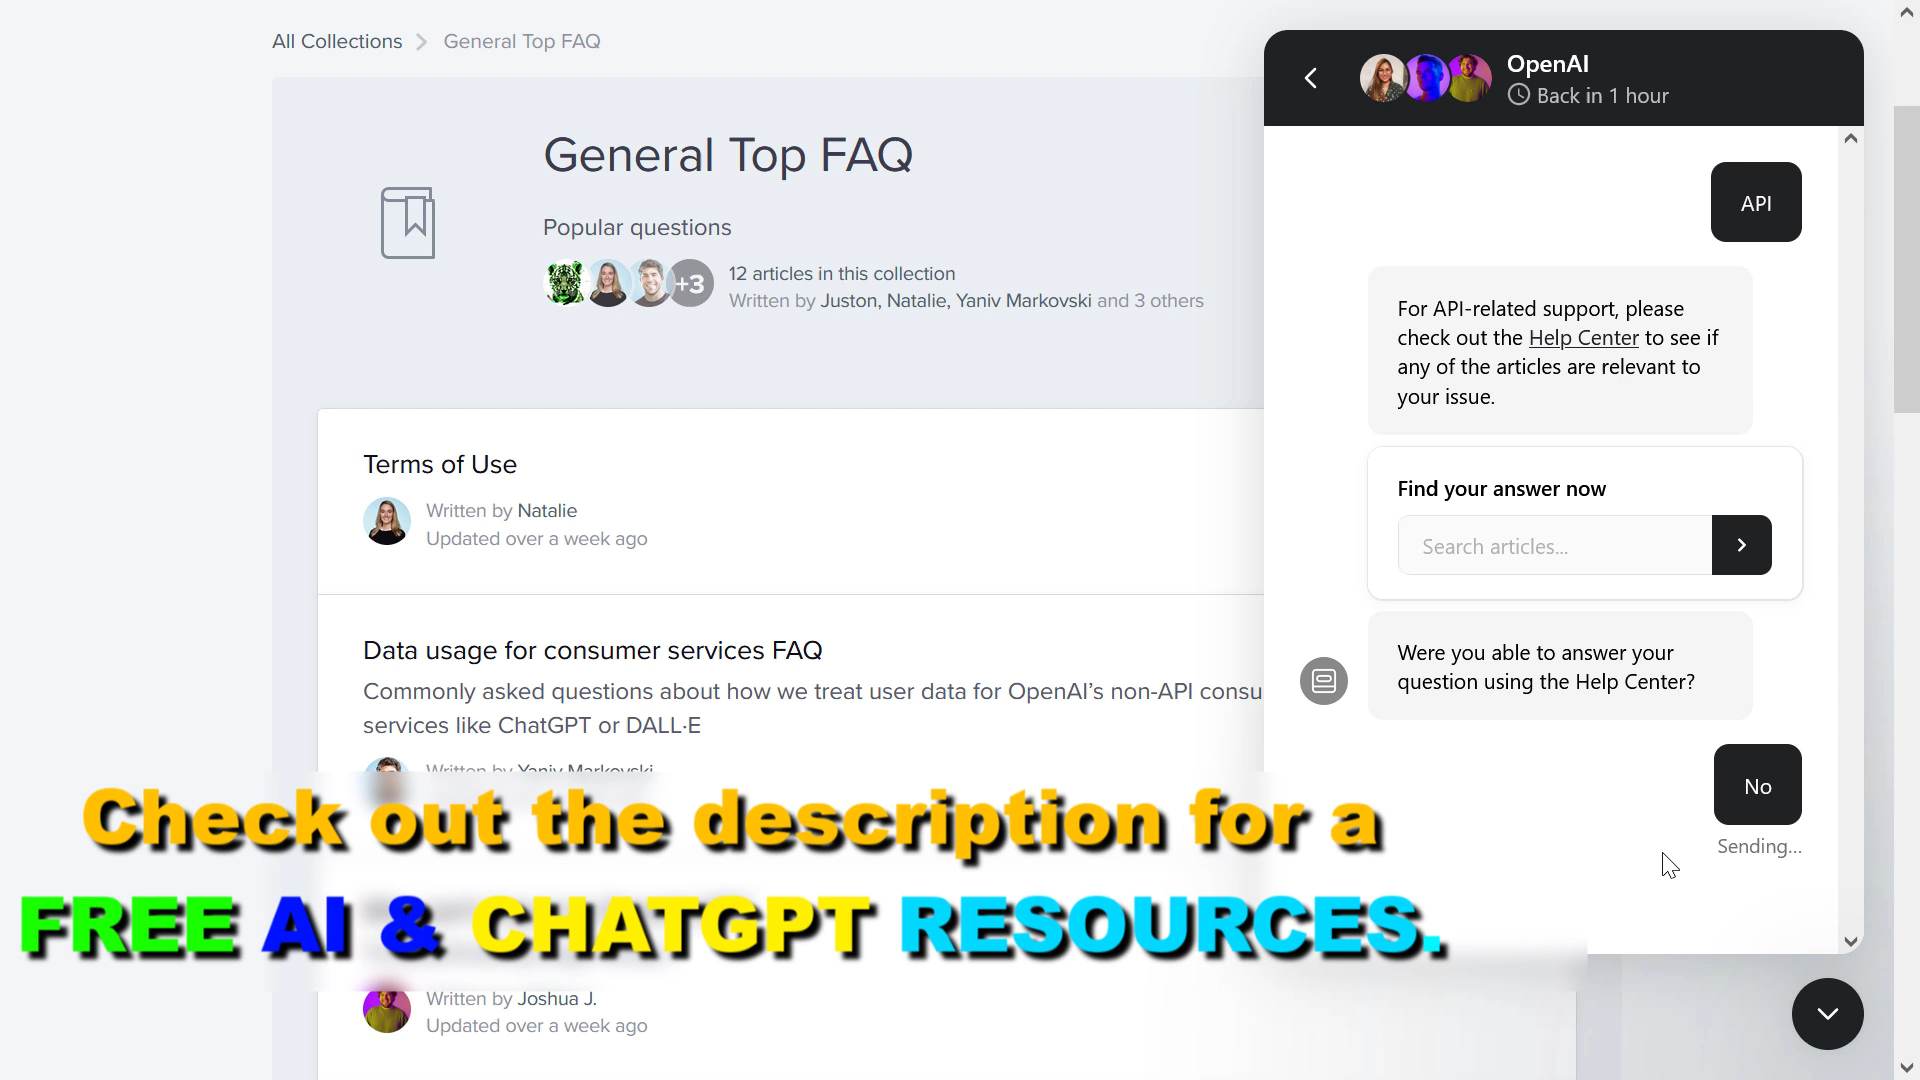 All Collections > General Top FAQ
General Top FAQ
Popular questions
+3
12 articles in this collection
Written by Juston, Natalie, Yaniv Markovski and 3 others
Terms of Use
Written by Natalie
Updated over a week ago
Data usage for consumer services FAQ
Commonly asked questions about how we treat user data for OpenAI's non-API consu
services like ChatGPT or DALL·E
Written by Yaniv Markovski
Written by Joshua J.
Updated over a week ago
OpenAI
Back in 1 hour
API
For API-related support, please
check out the Help Center to see if
any of the articles are relevant to
your issue.
Find your answer now
Search articles...
Were you able to answer your
question using the Help Center?
No
Sending...
Check out the description for a
FREE AI & CHATGPT RESOURCES.